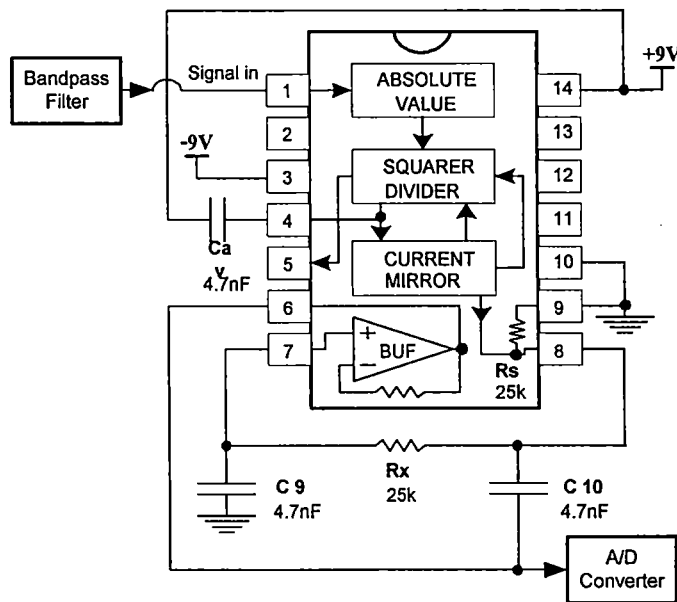 Bandpass
Filter
Signal in
+9V
-9V
1
2
3
4
5
6
7
14
13
12
11
10
9
8
ABSOLUTE
VALUE
SQUARER
DIVIDER
CURRENT
MIRROR
Ca
v
4.7nF
+
−
BUF
Rs
25k
Rx
25k
C 9
4.7nF
C 10
4.7nF
A/D
Converter